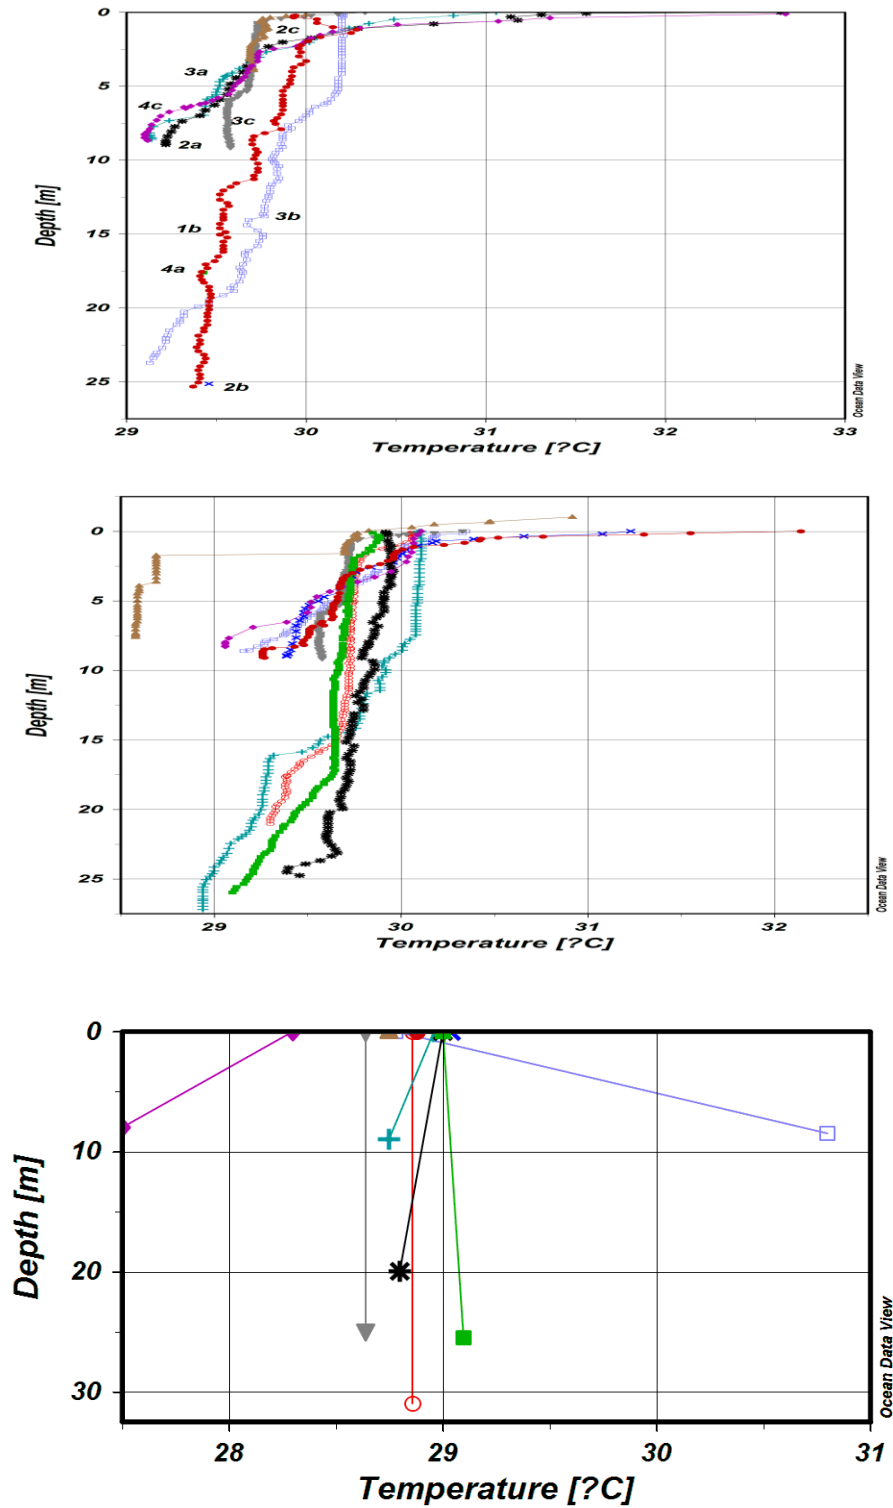 0
5
10
15
20
25
Depth [m]
2c
3a
4c
3c
2a
3b
1b
4a
2b
29
30
31
32
33
Temperature [?C]
Ocean Data View
0
5
10
15
20
25
Depth [m]
29
30
31
32
Temperature [?C]
Ocean Data View
0
10
20
30
Depth [m]
28
29
30
31
Temperature [?C]
Ocean Data View